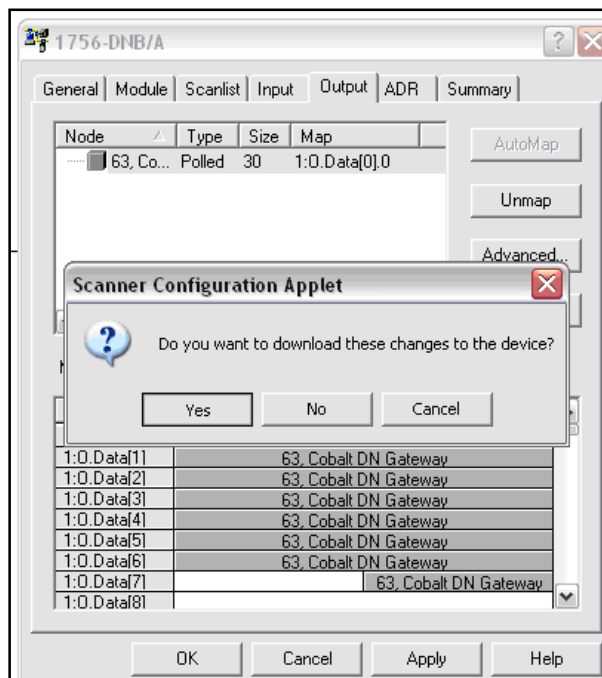 1756-DNB/A
General Module Scanlist Input Output ADR Summary
Node Type Size Map
63, Co... Polled 30 1:O.Data[0].0
AutoMap
Unmap
Advanced...
Scanner Configuration Applet
Do you want to download these changes to the device?
Yes No Cancel
1:O.Data[1] 63, Cobalt DN Gateway
1:O.Data[2] 63, Cobalt DN Gateway
1:O.Data[3] 63, Cobalt DN Gateway
1:O.Data[4] 63, Cobalt DN Gateway
1:O.Data[5] 63, Cobalt DN Gateway
1:O.Data[6] 63, Cobalt DN Gateway
1:O.Data[7] 63, Cobalt DN Gateway
1:O.Data[8]
OK Cancel Apply Help